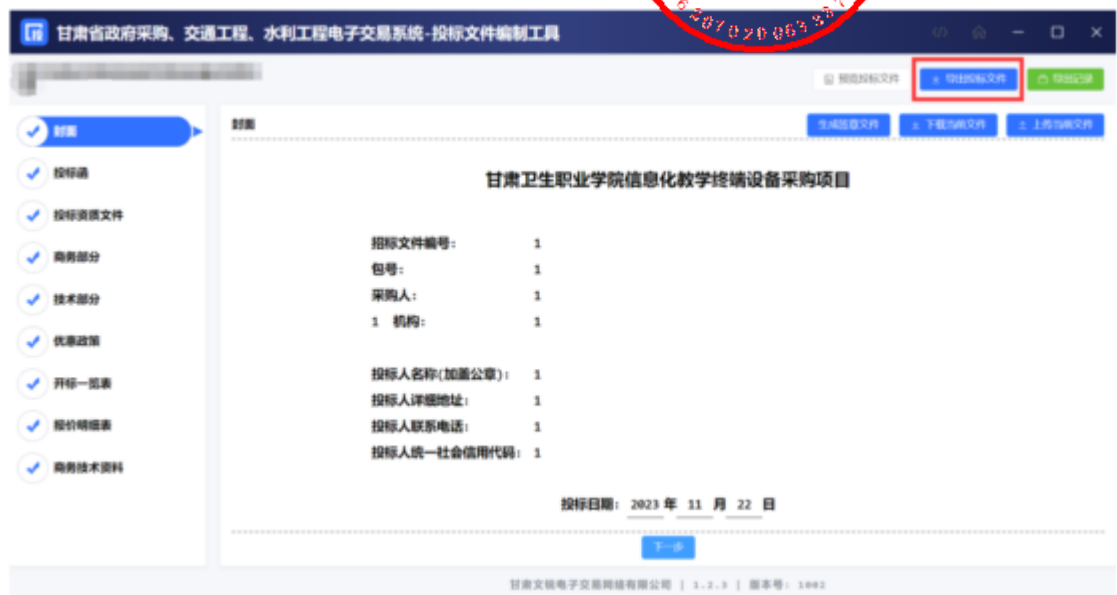 6207020063387
甘肃省政府采购、交通工程、水利工程电子交易系统-投标文件编制工具
预览投标文件 导出投标文件 导出记录
封面 封面 生成签章文件 下载当前文件 上传当前文件
投标函
甘肃卫生职业学院信息化教学终端设备采购项目
投标资质文件
招标文件编号： 1
商务部分
包号： 1
采购人： 1
技术部分
1 机构： 1
优惠政策
投标人名称(加盖公章)： 1
开标一览表
投标人详细地址： 1
报价明细表
投标人联系电话： 1
投标人统一社会信用代码： 1
商务技术资料
投标日期： 2023 年 11 月 22 日
下一步
甘肃文锐电子交易网络有限公司 | 1.2.3 | 版本号: 1002